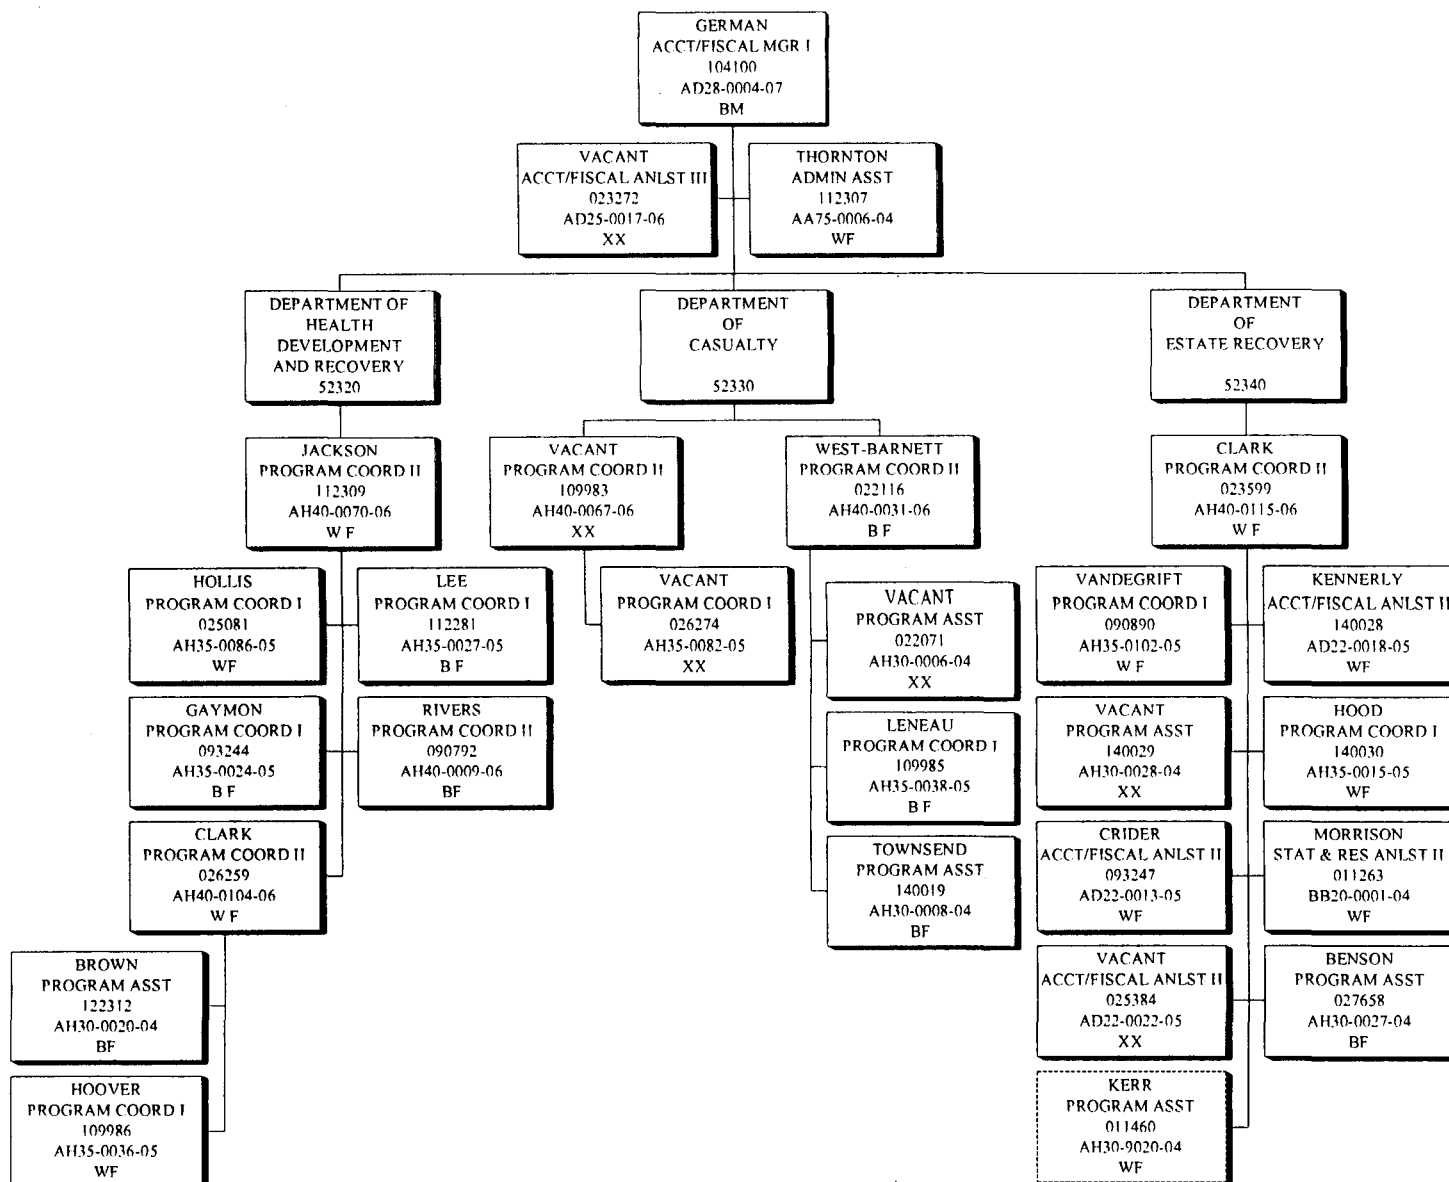 GERMAN
ACCT/FISCAL MGR I
104100
AD28-0004-07
BM
VACANT
ACCT/FISCAL ANLST III
023272
AD25-0017-06
XX
THORNTON
ADMIN ASST
112307
AA75-0006-04
WF
DEPARTMENT OF
HEALTH
DEVELOPMENT
AND RECOVERY
52320
DEPARTMENT
OF
CASUALTY
52330
DEPARTMENT
OF
ESTATE RECOVERY
52340
JACKSON
PROGRAM COORD II
112309
AH40-0070-06
W F
VACANT
PROGRAM COORD II
109983
AH40-0067-06
XX
WEST-BARNETT
PROGRAM COORD II
022116
AH40-0031-06
B F
CLARK
PROGRAM COORD II
023599
AH40-0115-06
W F
HOLLIS
PROGRAM COORD I
025081
AH35-0086-05
WF
LEE
PROGRAM COORD I
112281
AH35-0027-05
B F
VACANT
PROGRAM COORD I
026274
AH35-0082-05
XX
VACANT
PROGRAM ASST
022071
AH30-0006-04
XX
VANDEGRIFT
PROGRAM COORD I
090890
AH35-0102-05
W F
KENNERLY
ACCT/FISCAL ANLST II
140028
AD22-0018-05
WF
GAYMON
PROGRAM COORD I
093244
AH35-0024-05
B F
RIVERS
PROGRAM COORD II
090792
AH40-0009-06
BF
LENEAU
PROGRAM COORD I
109985
AH35-0038-05
B F
VACANT
PROGRAM ASST
140029
AH30-0028-04
XX
HOOD
PROGRAM COORD I
140030
AH35-0015-05
WF
CLARK
PROGRAM COORD II
026259
AH40-0104-06
W F
TOWNSEND
PROGRAM ASST
140019
AH30-0008-04
BF
CRIDER
ACCT/FISCAL ANLST II
093247
AD22-0013-05
WF
MORRISON
STAT & RES ANLST II
011263
BB20-0001-04
WF
BROWN
PROGRAM ASST
122312
AH30-0020-04
BF
VACANT
ACCT/FISCAL ANLST II
025384
AD22-0022-05
XX
BENSON
PROGRAM ASST
027658
AH30-0027-04
BF
HOOVER
PROGRAM COORD I
109986
AH35-0036-05
WF
KERR
PROGRAM ASST
011460
AH30-9020-04
WF